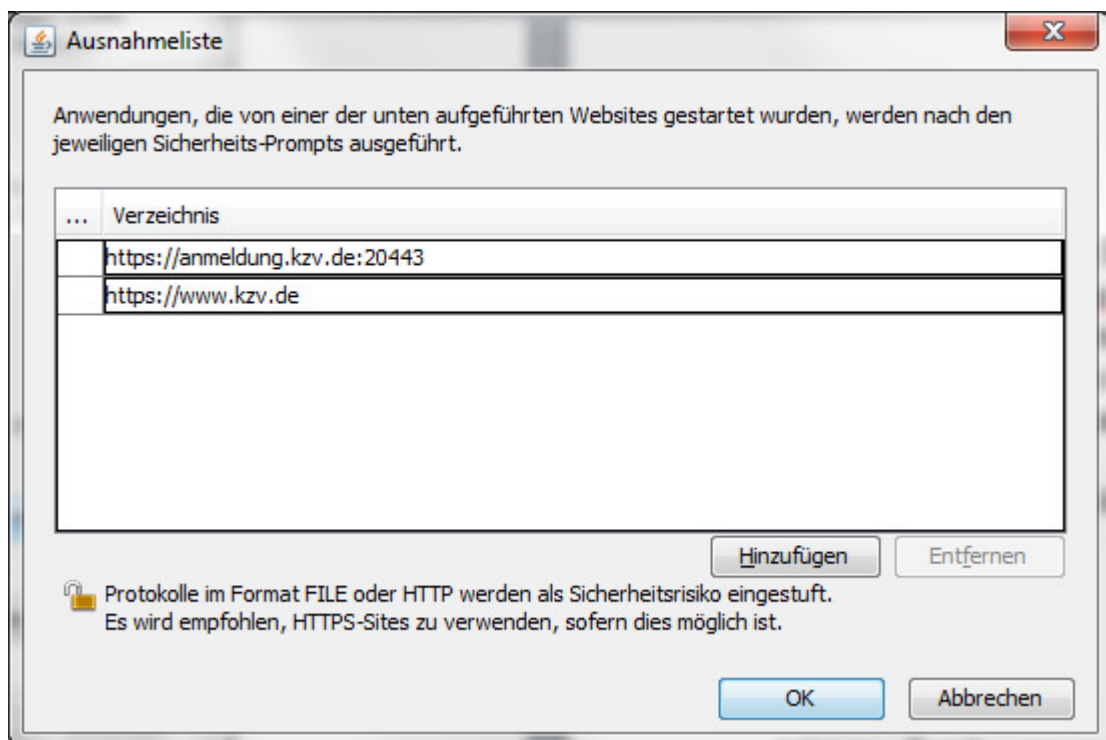 Ausnahmeliste
Anwendungen, die von einer der unten aufgeführten Websites gestartet wurden, werden nach den
jeweiligen Sicherheits-Prompts ausgeführt.
... Verzeichnis
https://anmeldung.kzv.de:20443
https://www.kzv.de
Hinzufügen Entfernen
Protokolle im Format FILE oder HTTP werden als Sicherheitsrisiko eingestuft.
Es wird empfohlen, HTTPS-Sites zu verwenden, sofern dies möglich ist.
OK Abbrechen